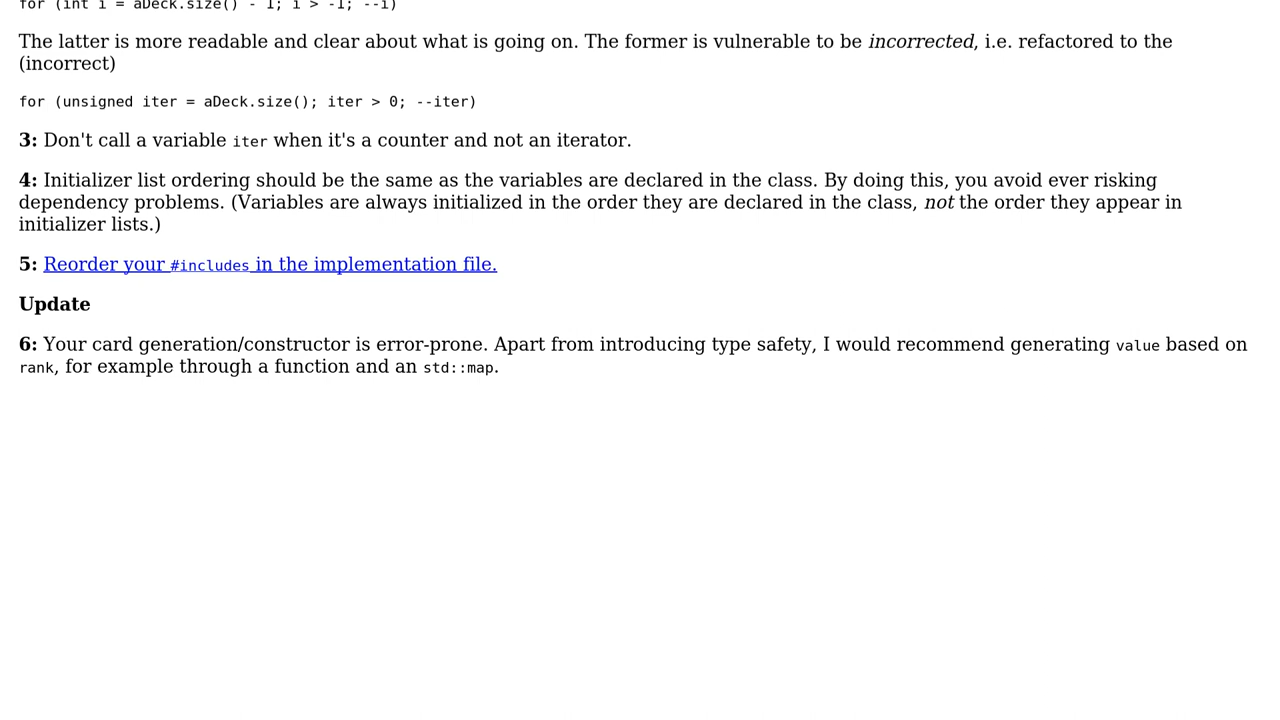 for (int i = aDeck.size() - 1; i > -1; --i)
The latter is more readable and clear about what is going on. The former is vulnerable to be incorrected, i.e. refactored to the
(incorrect)
for (unsigned iter = aDeck.size(); iter > 0; --iter)
3: Don't call a variable iter when it's a counter and not an iterator.
4: Initializer list ordering should be the same as the variables are declared in the class. By doing this, you avoid ever risking
dependency problems. (Variables are always initialized in the order they are declared in the class, not the order they appear in
initializer lists.)
5: Reorder your #includes in the implementation file.
Update
6: Your card generation/constructor is error-prone. Apart from introducing type safety, I would recommend generating value based on
rank, for example through a function and an std::map.